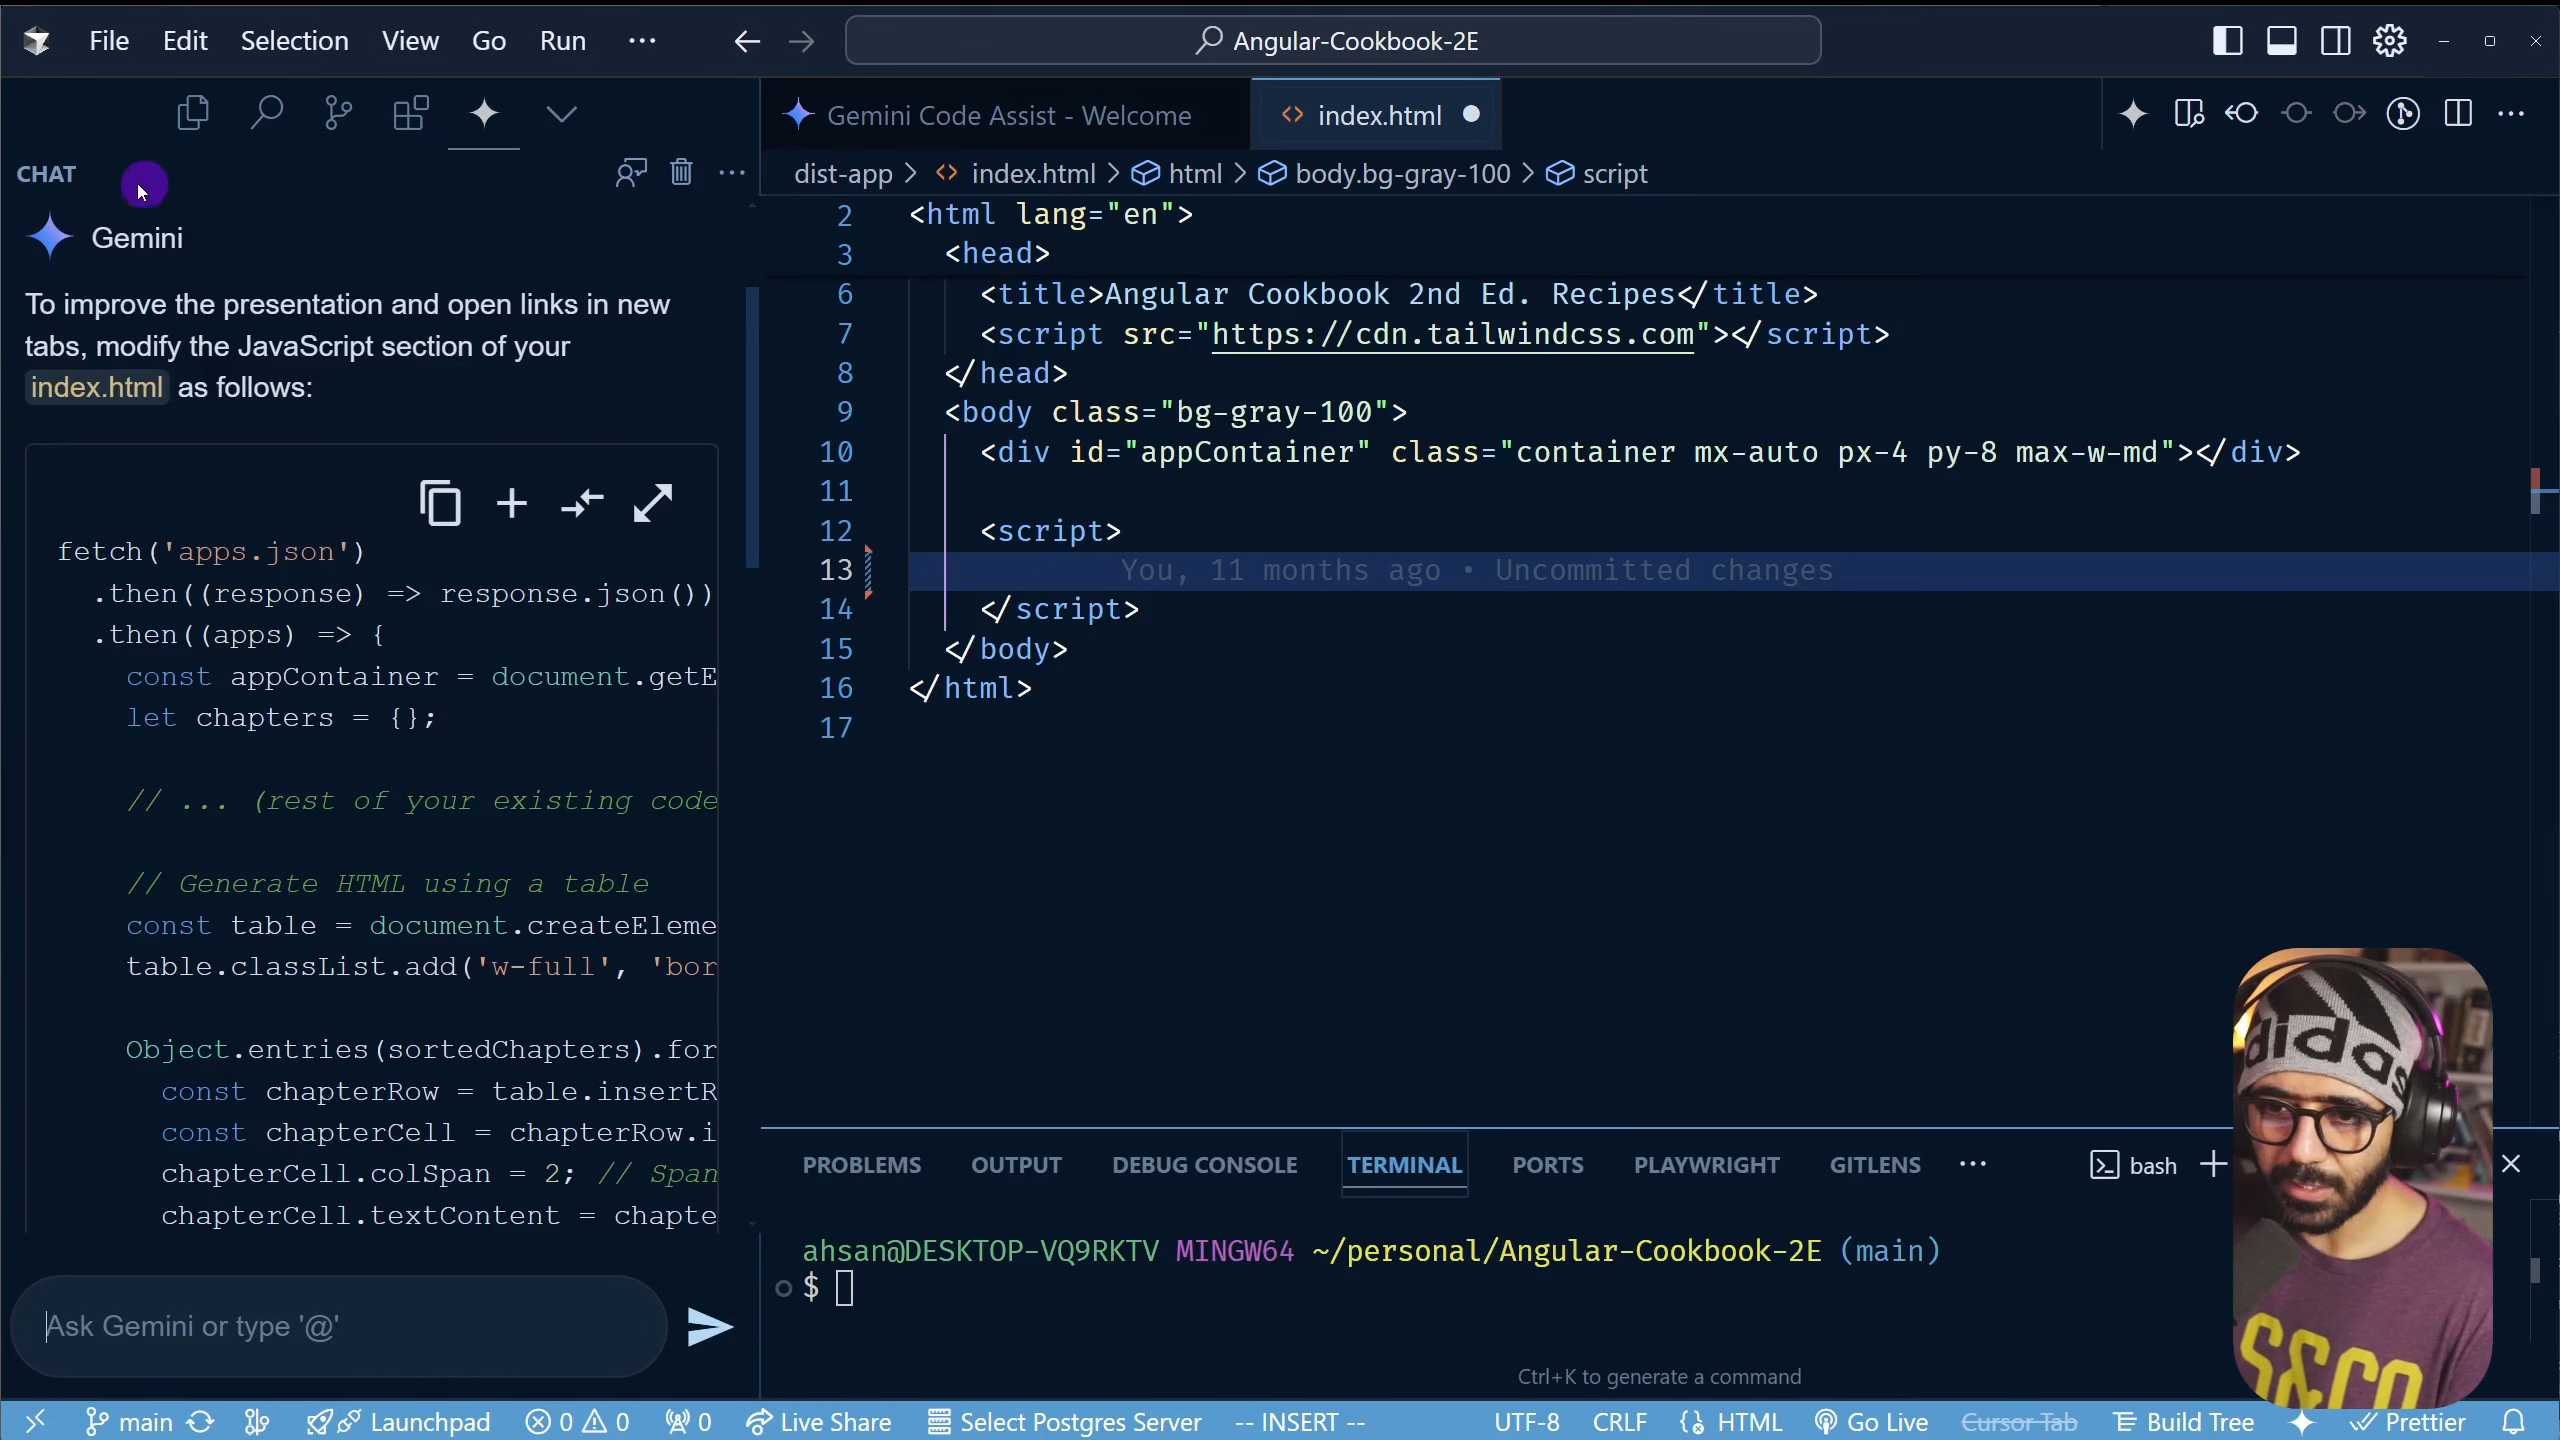 File Edit Selection View Go Run ...
Angular-Cookbook-2E
CHAT
Gemini
To improve the presentation and open links in new
tabs, modify the JavaScript section of your
index.html as follows:
fetch('apps.json')
.then((response) => response.json())
.then((apps) => {
const appContainer = document.getE
let chapters = {};
// ... (rest of your existing code
// Generate HTML using a table
const table = document.createEleme
table.classList.add('w-full', 'bor
Object.entries(sortedChapters).for
const chapterRow = table.insertR
const chapterCell = chapterRow.i
chapterCell.colSpan = 2; // Span
chapterCell.textContent = chapte
Ask Gemini or type '@'
Gemini Code Assist - Welcome
index.html
dist-app > index.html > html > body.bg-gray-100 > script
2 <html lang="en">
3 <head>
6 <title>Angular Cookbook 2nd Ed. Recipes</title>
7 <script src="https://cdn.tailwindcss.com"></script>
8 </head>
9 <body class="bg-gray-100">
10 <div id="appContainer" class="container mx-auto px-4 py-8 max-w-md"></div>
11
12 <script>
13 You, 11 months ago • Uncommitted changes
14 </script>
15 </body>
16 </html>
17
PROBLEMS OUTPUT DEBUG CONSOLE TERMINAL PORTS PLAYWRIGHT GITLENS ... bash
ahsan@DESKTOP-VQ9RKTV MINGW64 ~/personal/Angular-Cookbook-2E (main)
$
Ctrl+K to generate a command
didas
S&CO
main Launchpad 0 0 0 Live Share Select Postgres Server -- INSERT -- UTF-8 CRLF HTML Go Live Cursor Tab Build Tree Prettier